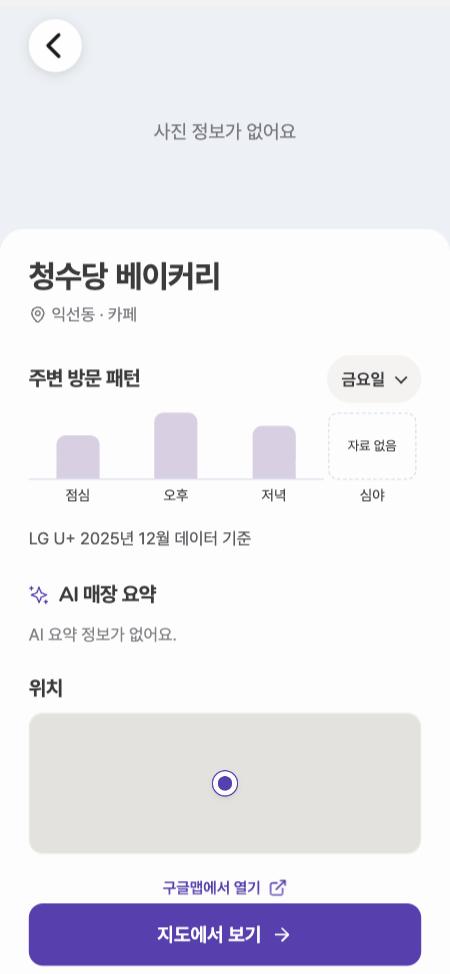 사진 정보가 없어요
청수당 베이커리
익선동 · 카페
주변 방문 패턴
금요일
자료 없음
점심 오후 저녁 심야
LG U+ 2025년 12월 데이터 기준
AI 매장 요약
AI 요약 정보가 없어요.
위치
구글맵에서 열기
지도에서 보기